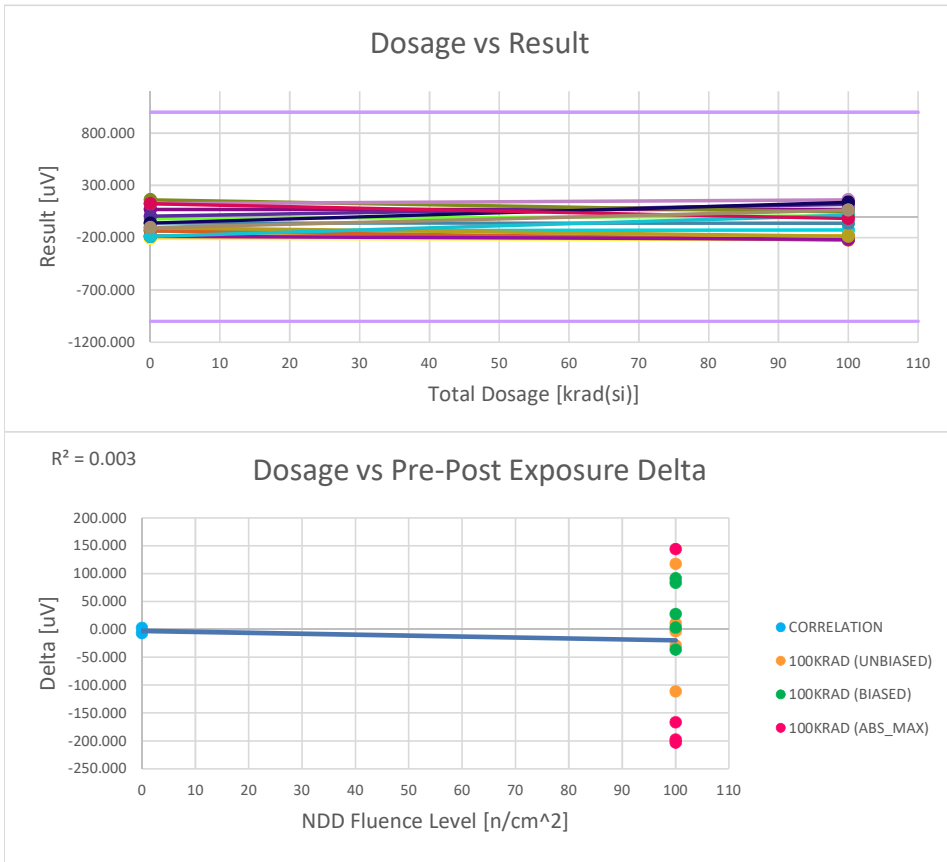 Dosage vs Result
800.000
300.000
-200.000
-700.000
-1200.000
Result [uV]
0 10 20 30 40 50 60 70 80 90 100 110
Total Dosage [krad(si)]
R² = 0.003
Dosage vs Pre-Post Exposure Delta
200.000
150.000
100.000
50.000
0.000
-50.000
-100.000
-150.000
-200.000
-250.000
Delta [uV]
0 10 20 30 40 50 60 70 80 90 100 110
NDD Fluence Level [n/cm^2]
CORRELATION
100KRAD (UNBIASED)
100KRAD (BIASED)
100KRAD (ABS_MAX)